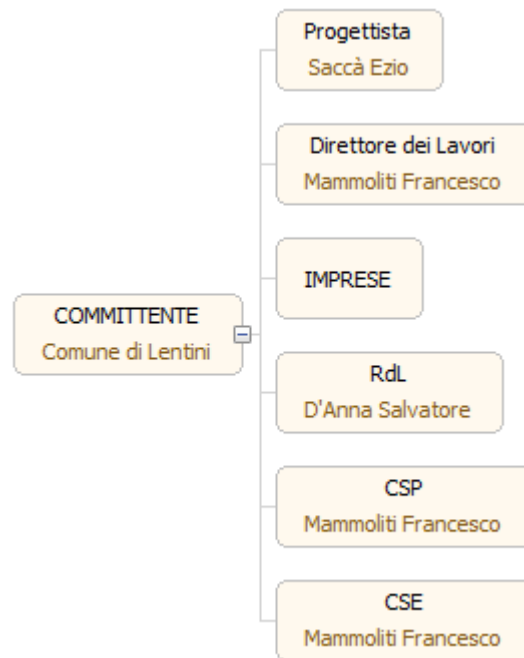 Progettista
Saccà Ezio
Direttore dei Lavori
Mammoliti Francesco
IMPRESE
COMMITTENTE
Comune di Lentini
RdL
D'Anna Salvatore
CSP
Mammoliti Francesco
CSE
Mammoliti Francesco